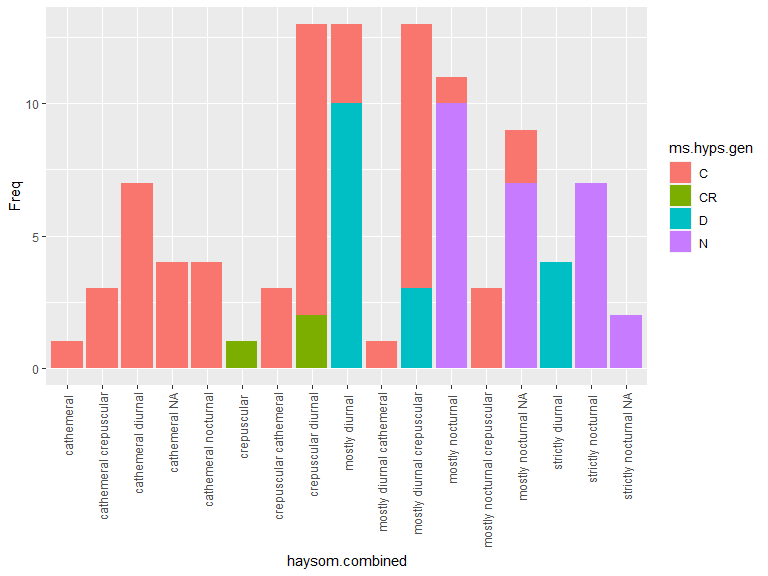 Freq
10
5
0
cathemeral
cathemeral crepuscular
cathemeral diurnal
cathemeral NA
cathemeral nocturnal
crepuscular
crepuscular cathemeral
crepuscular diurnal
mostly diurnal
mostly diurnal cathemeral
mostly diurnal crepuscular
mostly nocturnal
mostly nocturnal crepuscular
mostly nocturnal NA
strictly diurnal
strictly nocturnal
strictly nocturnal NA
haysom.combined
ms.hyps.gen
C
CR
D
N